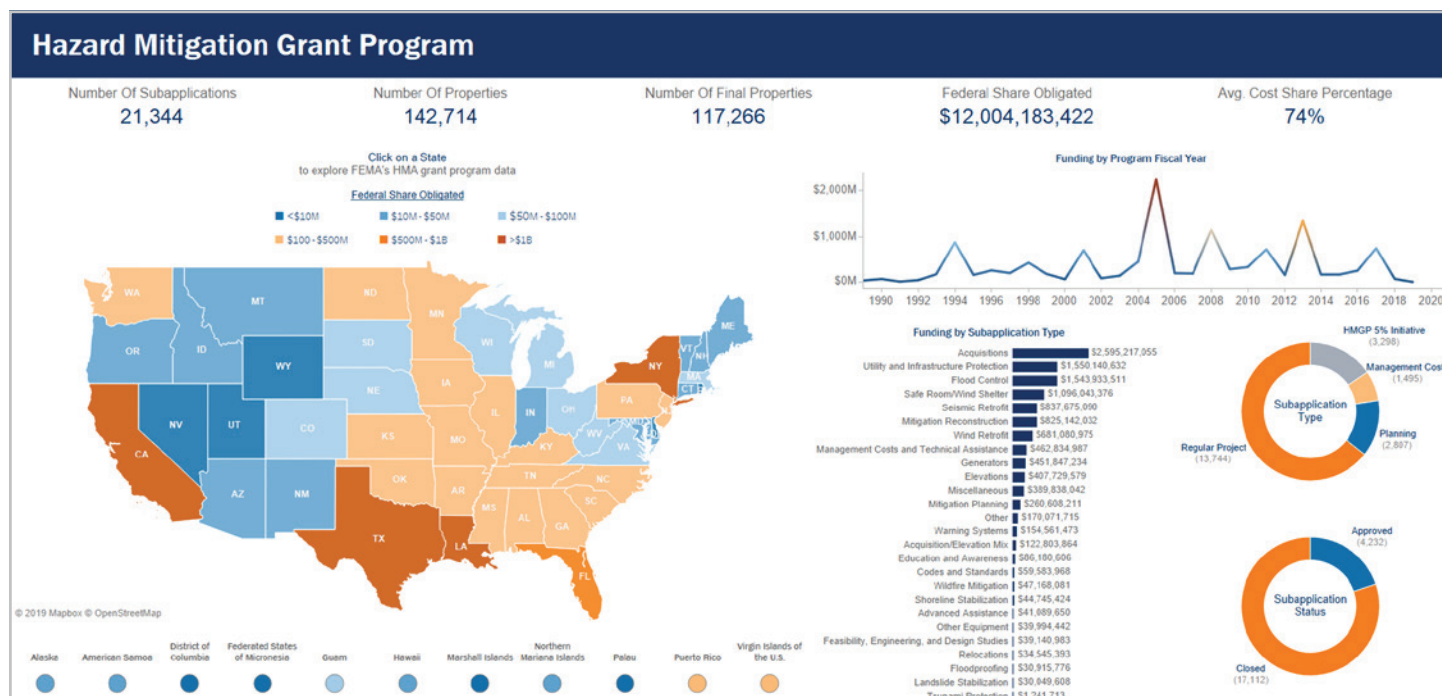 Hazard Mitigation Grant Program
Number Of Subapplications
21,344
Number Of Properties
142,714
Number Of Final Properties
117,266
Federal Share Obligated
$12,004,183,422
Avg. Cost Share Percentage
74%
Click on a State
to explore FEMA's HMA grant program data
Federal Share Obligated
<$10M
$10M-$50M
$50M-$100M
$100-$500M
$500M-$1B
>$1B
WA
MT
ND
MN
ME
OR
ID
SD
WI
MI
VT
NH
NY
MA
CT
WY
NE
IA
PA
NV
UT
CO
IL
IN
OH
CA
KS
MO
KY
WV
VA
AZ
NM
OK
AR
TN
NC
SC
MS
AL
GA
TX
LA
FL
© 2019 Mapbox © OpenStreetMap
Alaska
American Samoa
District of
Columbia
Federated States
of Micronesia
Guam
Hawaii
Marshall Islands
Northern
Mariana Islands
Palau
Puerto Rico
Virgin Islands of
the U.S.
Funding by Program Fiscal Year
$2,000M
$1,000M
$0M
1990 1992 1994 1996 1998 2000 2002 2004 2006 2008 2010 2012 2014 2016 2018 2020
Funding by Subapplication Type
Acquisitions $2,595,217,055
Utility and Infrastructure Protection $1,550,140,632
Flood Control $1,543,933,511
Safe Room/Wind Shelter $1,096,043,376
Seismic Retrofit $837,675,090
Mitigation Reconstruction $825,142,032
Wind Retrofit $681,080,975
Management Costs and Technical Assistance $462,834,987
Generators $451,847,234
Elevations $407,729,579
Miscellaneous $389,838,042
Mitigation Planning $260,608,211
Other $170,071,715
Warning Systems $154,561,473
Acquisition/Elevation Mix $122,803,864
Education and Awareness $86,180,606
Codes and Standards $59,583,968
Wildfire Mitigation $47,168,081
Shoreline Stabilization $44,745,424
Advanced Assistance $41,089,650
Other Equipment $39,994,442
Feasibility, Engineering, and Design Studies $39,140,983
Relocations $34,545,393
Floodproofing $30,915,776
Landslide Stabilization $30,049,608
Tsunami Protection $1,241,713
HMGP 5% Initiative
(3,298)
Management Cost
(1,495)
Subapplication
Type
Planning
(2,807)
Regular Project
(13,744)
Approved
(4,232)
Subapplication
Status
Closed
(17,112)